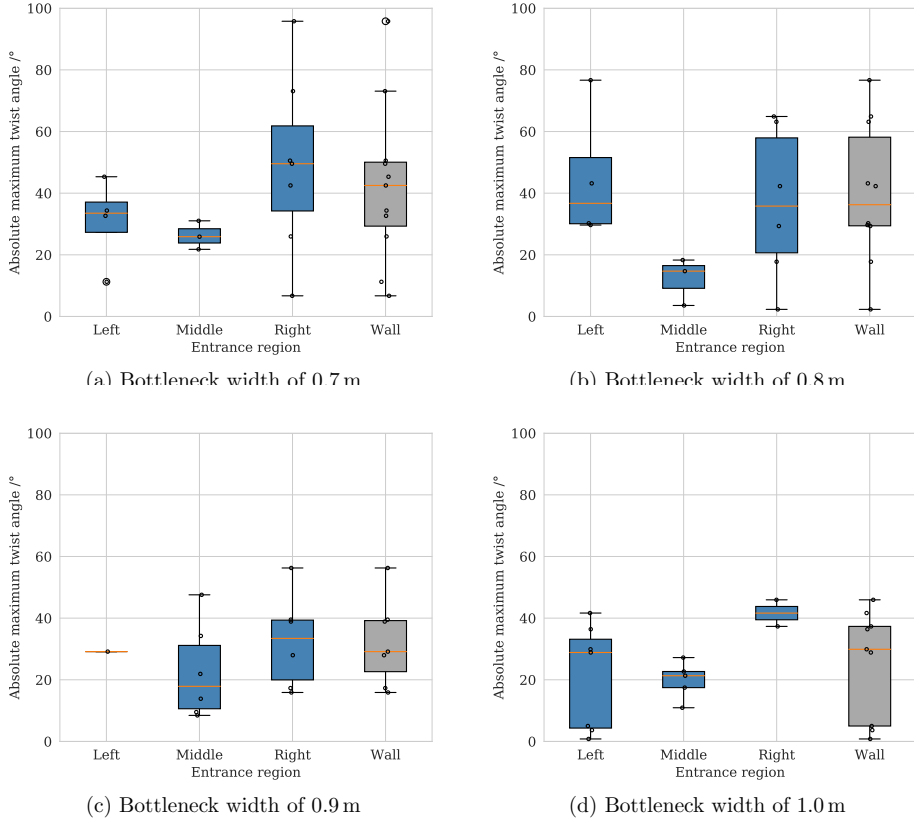 100
80
60
40
20
0
Absolute maximum twist angle /°
Left Middle Right Wall
Entrance region
(a) Bottleneck width of 0.7 m
100
80
60
40
20
0
Absolute maximum twist angle /°
Left Middle Right Wall
Entrance region
(b) Bottleneck width of 0.8 m
100
80
60
40
20
0
Absolute maximum twist angle /°
Left Middle Right Wall
Entrance region
(c) Bottleneck width of 0.9 m
100
80
60
40
20
0
Absolute maximum twist angle /°
Left Middle Right Wall
Entrance region
(d) Bottleneck width of 1.0 m